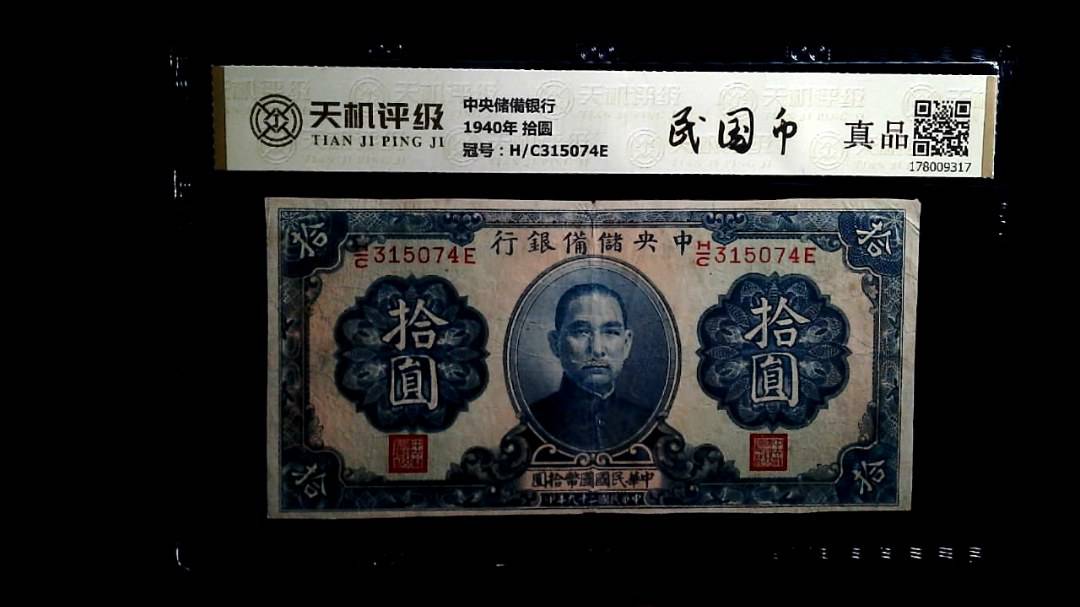 天机评级
TIAN JI PING JI
中央储備银行
1940年 拾圆
冠号：H/C315074E
民国币
真品
178009317
拾
拾
行銀備儲央中
H/C 315074E
H/C 315074E
拾圓
拾圓
圓拾幣國國民華中
拾
拾